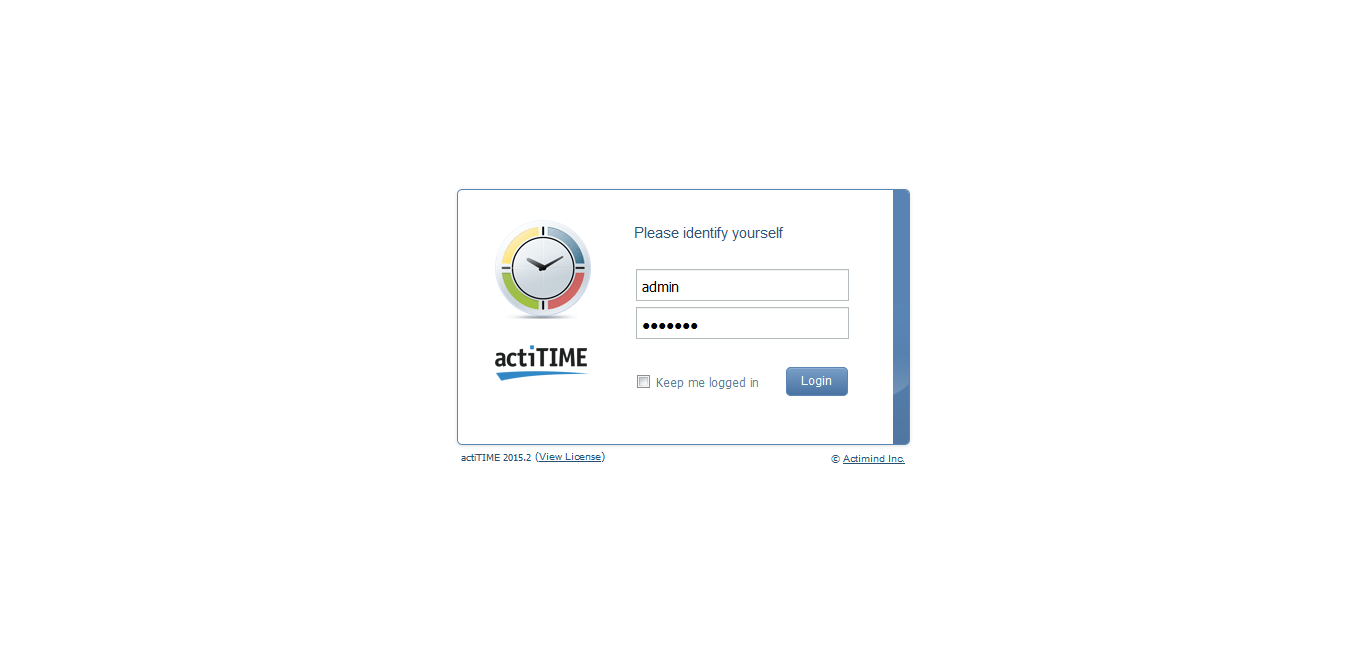 Please identify yourself
admin
•••••••
actiTIME
Keep me logged in
Login
actiTIME 2015.2 (View License)
© Actimind Inc.